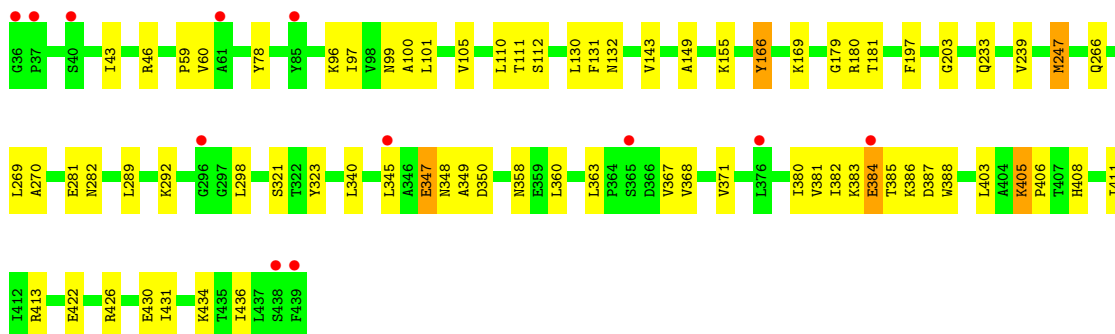 G36 P37 S40 I43 R46 P59 V60 A61 Y78 Y85 K96 I97 V98 N99 A100 L101 V105 L110 T111 S112 L130 F131 N132 V143 A149 K155 Y166 K169 G179 R180 T181 F197 G203 Q233 V239 M247 Q266
L269 A270 E281 N282 L289 K292 G296 G297 L298 S321 T322 Y323 L340 L345 A346 E347 N348 A349 D350 N358 E359 L360 L363 P364 S365 D366 V367 V368 V371 L376 I380 V381 I382 K383 E384 T385 K386 D387 W388 L403 A404 K405 P406 T407 H408
I412 R413 E422 R426 E430 I431 K434 T435 I436 L437 S438 F439